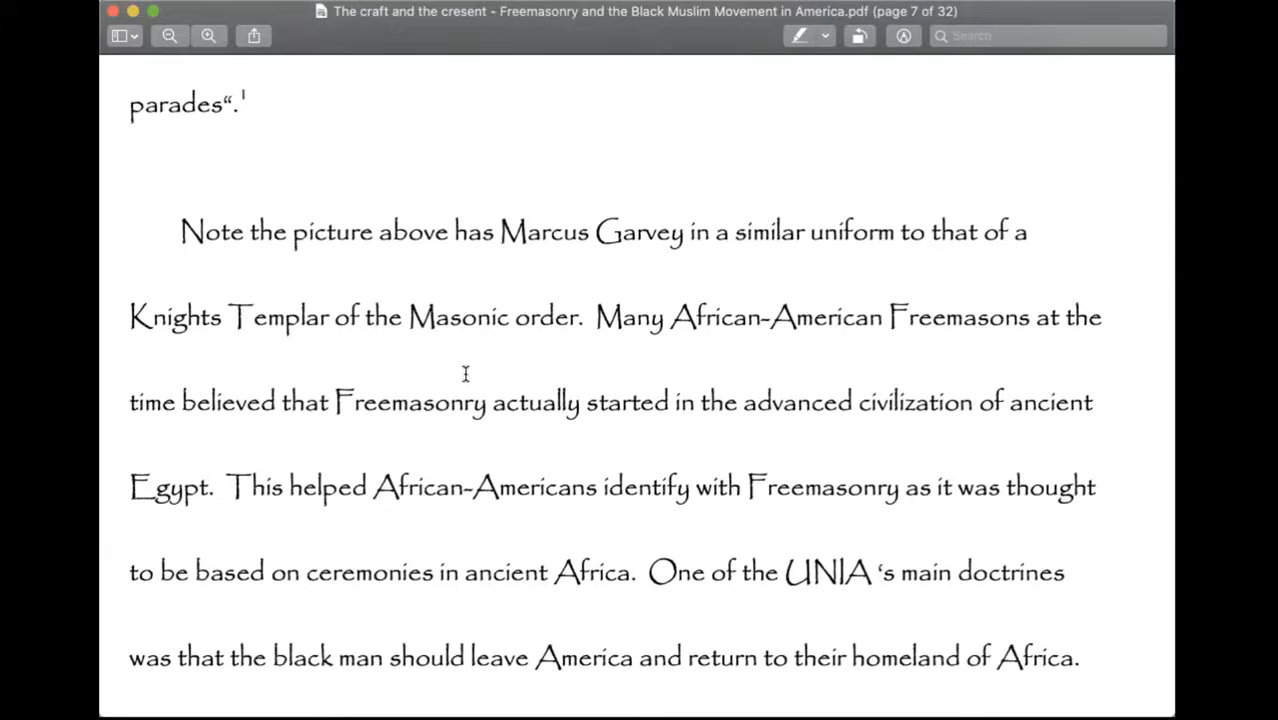 The craft and the cresent - Freemasonry and the Black Muslim Movement in America.pdf (page 7 of 32)
Search
parades“.¹
Note the picture above has Marcus Garvey in a similar uniform to that of a
Knights Templar of the Masonic order. Many African-American Freemasons at the
time believed that Freemasonry actually started in the advanced civilization of ancient
Egypt. This helped African-Americans identify with Freemasonry as it was thought
to be based on ceremonies in ancient Africa. One of the UNIA ‘s main doctrines
was that the black man should leave America and return to their homeland of Africa.